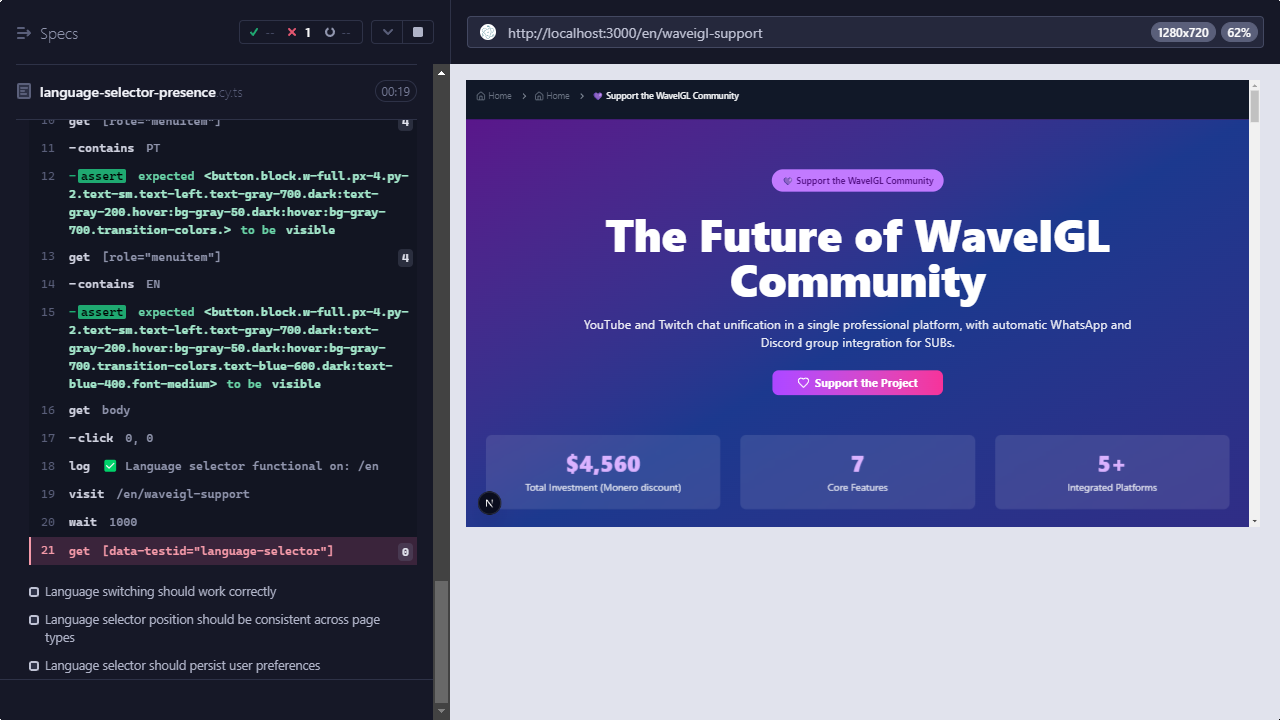 Specs
-- 1 --
http://localhost:3000/en/waveigl-support
1280x720 62%
language-selector-presence.cy.ts 00:19
10 get [role="menuitem"] 4
11 -contains PT
12 -assert expected <button.block.w-full.px-4.py-
2.text-sm.text-left.text-gray-700.dark:text-
gray-200.hover:bg-gray-50.dark:hover:bg-gray-
700.transition-colors.> to be visible
13 get [role="menuitem"] 4
14 -contains EN
15 -assert expected <button.block.w-full.px-4.py-
2.text-sm.text-left.text-gray-700.dark:text-
gray-200.hover:bg-gray-50.dark:hover:bg-gray-
700.transition-colors.text-blue-600.dark:text-
blue-400.font-medium> to be visible
16 get body
17 -click 0, 0
18 log ✅ Language selector functional on: /en
19 visit /en/waveigl-support
20 wait 1000
21 get [data-testid="language-selector"] 0
Language switching should work correctly
Language selector position should be consistent across page
types
Language selector should persist user preferences
Home > Home > 💜 Support the WaveIGL Community
Support the WaveIGL Community
The Future of WaveIGL
Community
YouTube and Twitch chat unification in a single professional platform, with automatic WhatsApp and
Discord group integration for SUBs.
Support the Project
$4,560
Total Investment (Monero discount)
7
Core Features
5+
Integrated Platforms
N